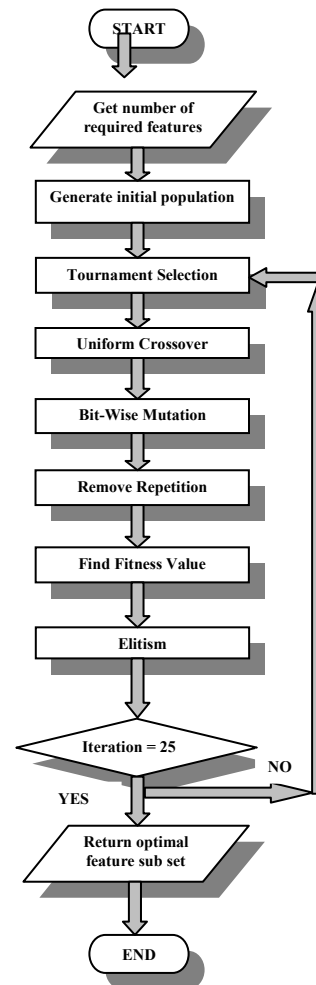 START
Get number of
required features
Generate initial population
Tournament Selection
Uniform Crossover
Bit-Wise Mutation
Remove Repetition
Find Fitness Value
Elitism
Iteration = 25
NO
YES
Return optimal
feature sub set
END